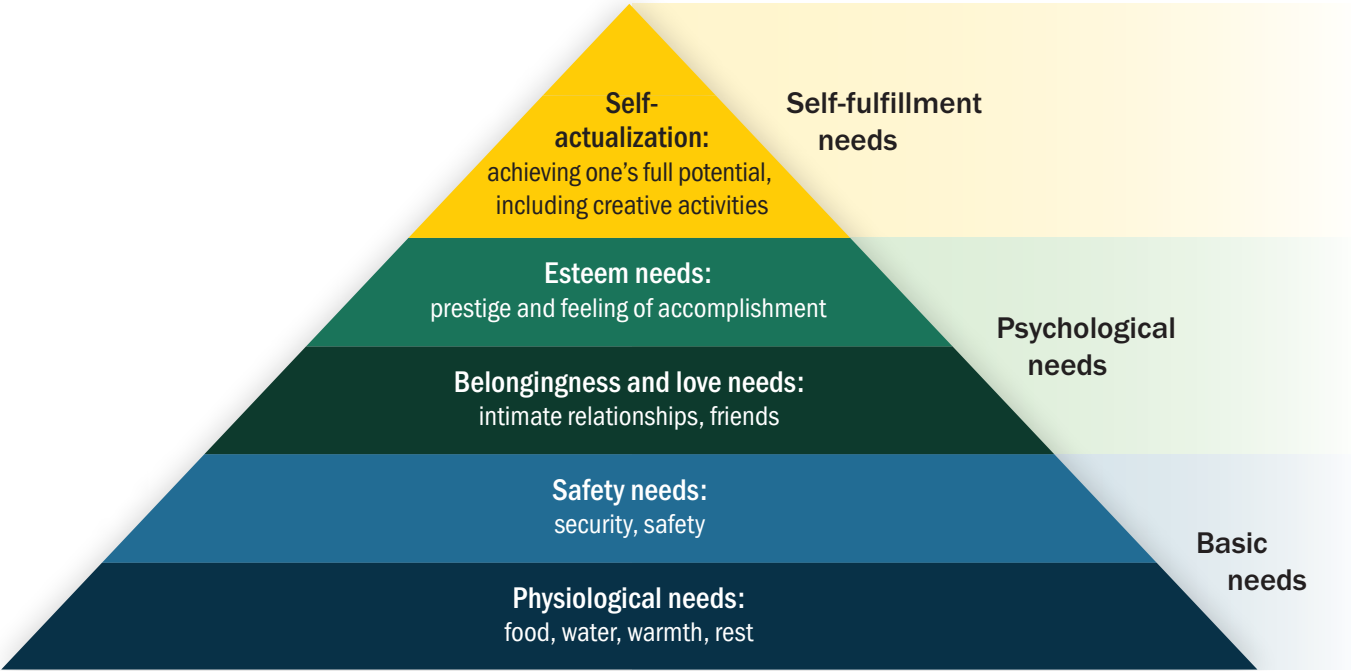 Self-
actualization:
achieving one’s full potential,
including creative activities
Self-fulfillment
needs
Esteem needs:
prestige and feeling of accomplishment
Belongingness and love needs:
intimate relationships, friends
Psychological
needs
Safety needs:
security, safety
Physiological needs:
food, water, warmth, rest
Basic
needs